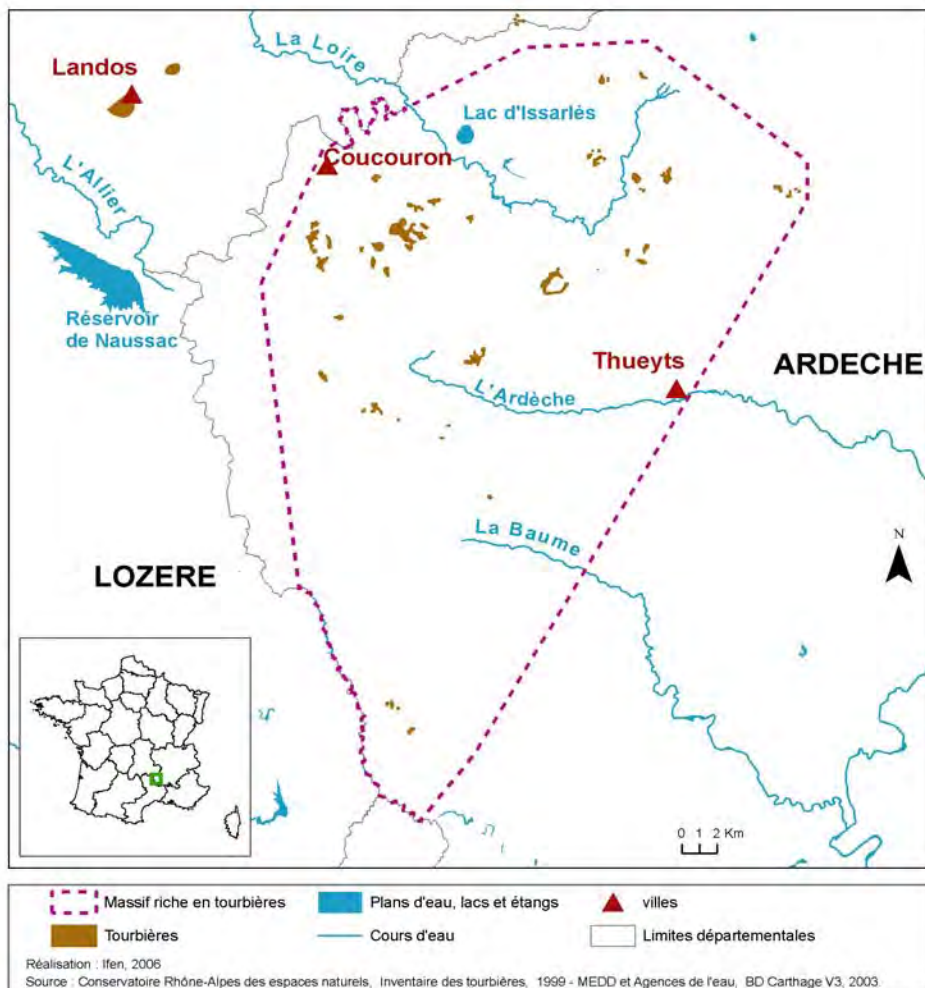 La Loire
Landos
Lac d'Issarlès
Coucouron
L'Allier
Réservoir
de Naussac
Thueyts
ARDECHE
L'Ardèche
La Baume
N
LOZERE
0 1 2 Km
Massif riche en tourbières
Plans d'eau, lacs et étangs
villes
Tourbières
Cours d'eau
Limites départementales
Réalisation : Ifen, 2006
Source : Conservatoire Rhône-Alpes des espaces naturels, Inventaire des tourbières, 1999 - MEDD et Agences de l'eau, BD Carthage V3, 2003.